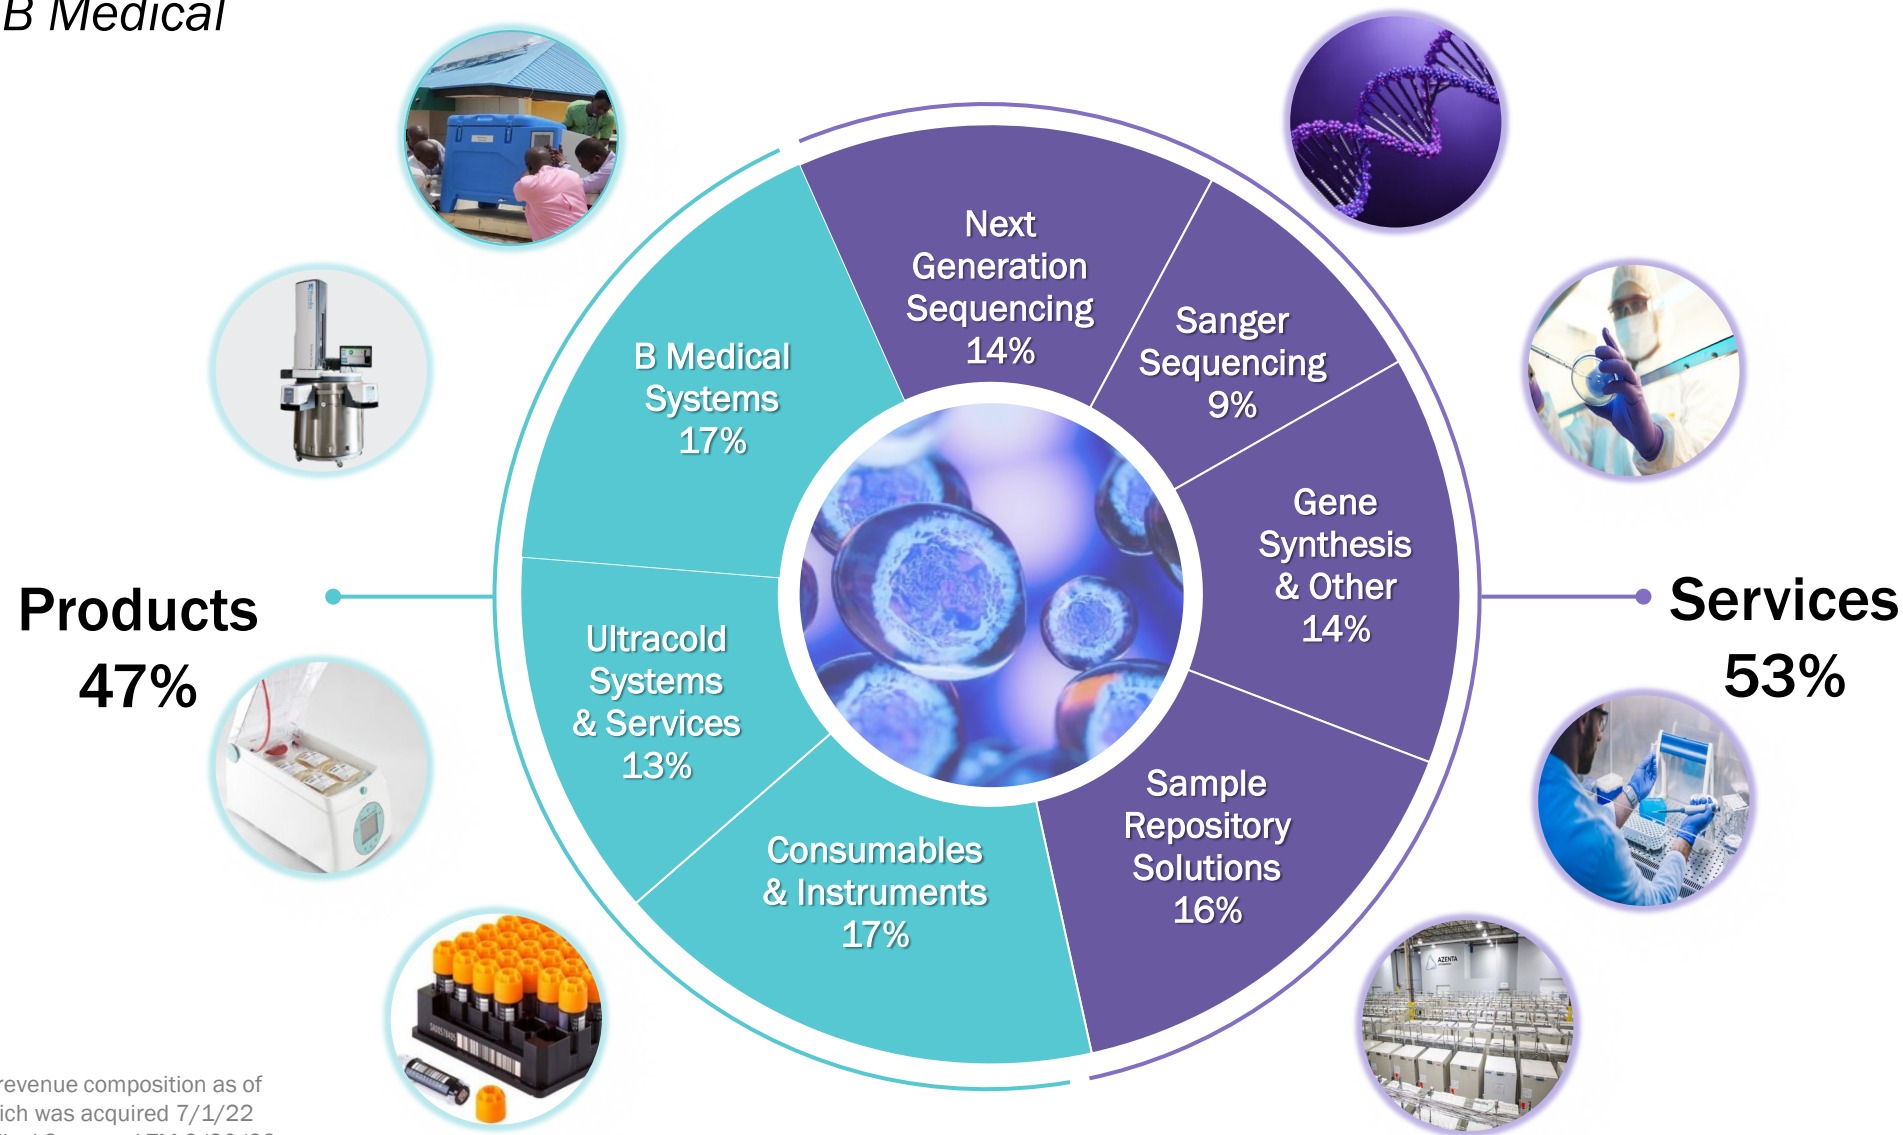 B Medical
Next
Generation
Sequencing
14%
Sanger
Sequencing
9%
Gene
Synthesis
& Other
14%
Sample
Repository
Solutions
16%
Consumables
& Instruments
17%
Ultracold
Systems
& Services
13%
B Medical
Systems
17%
Products
47%
Services
53%
AZENTA
revenue composition as of
was acquired 7/1/22